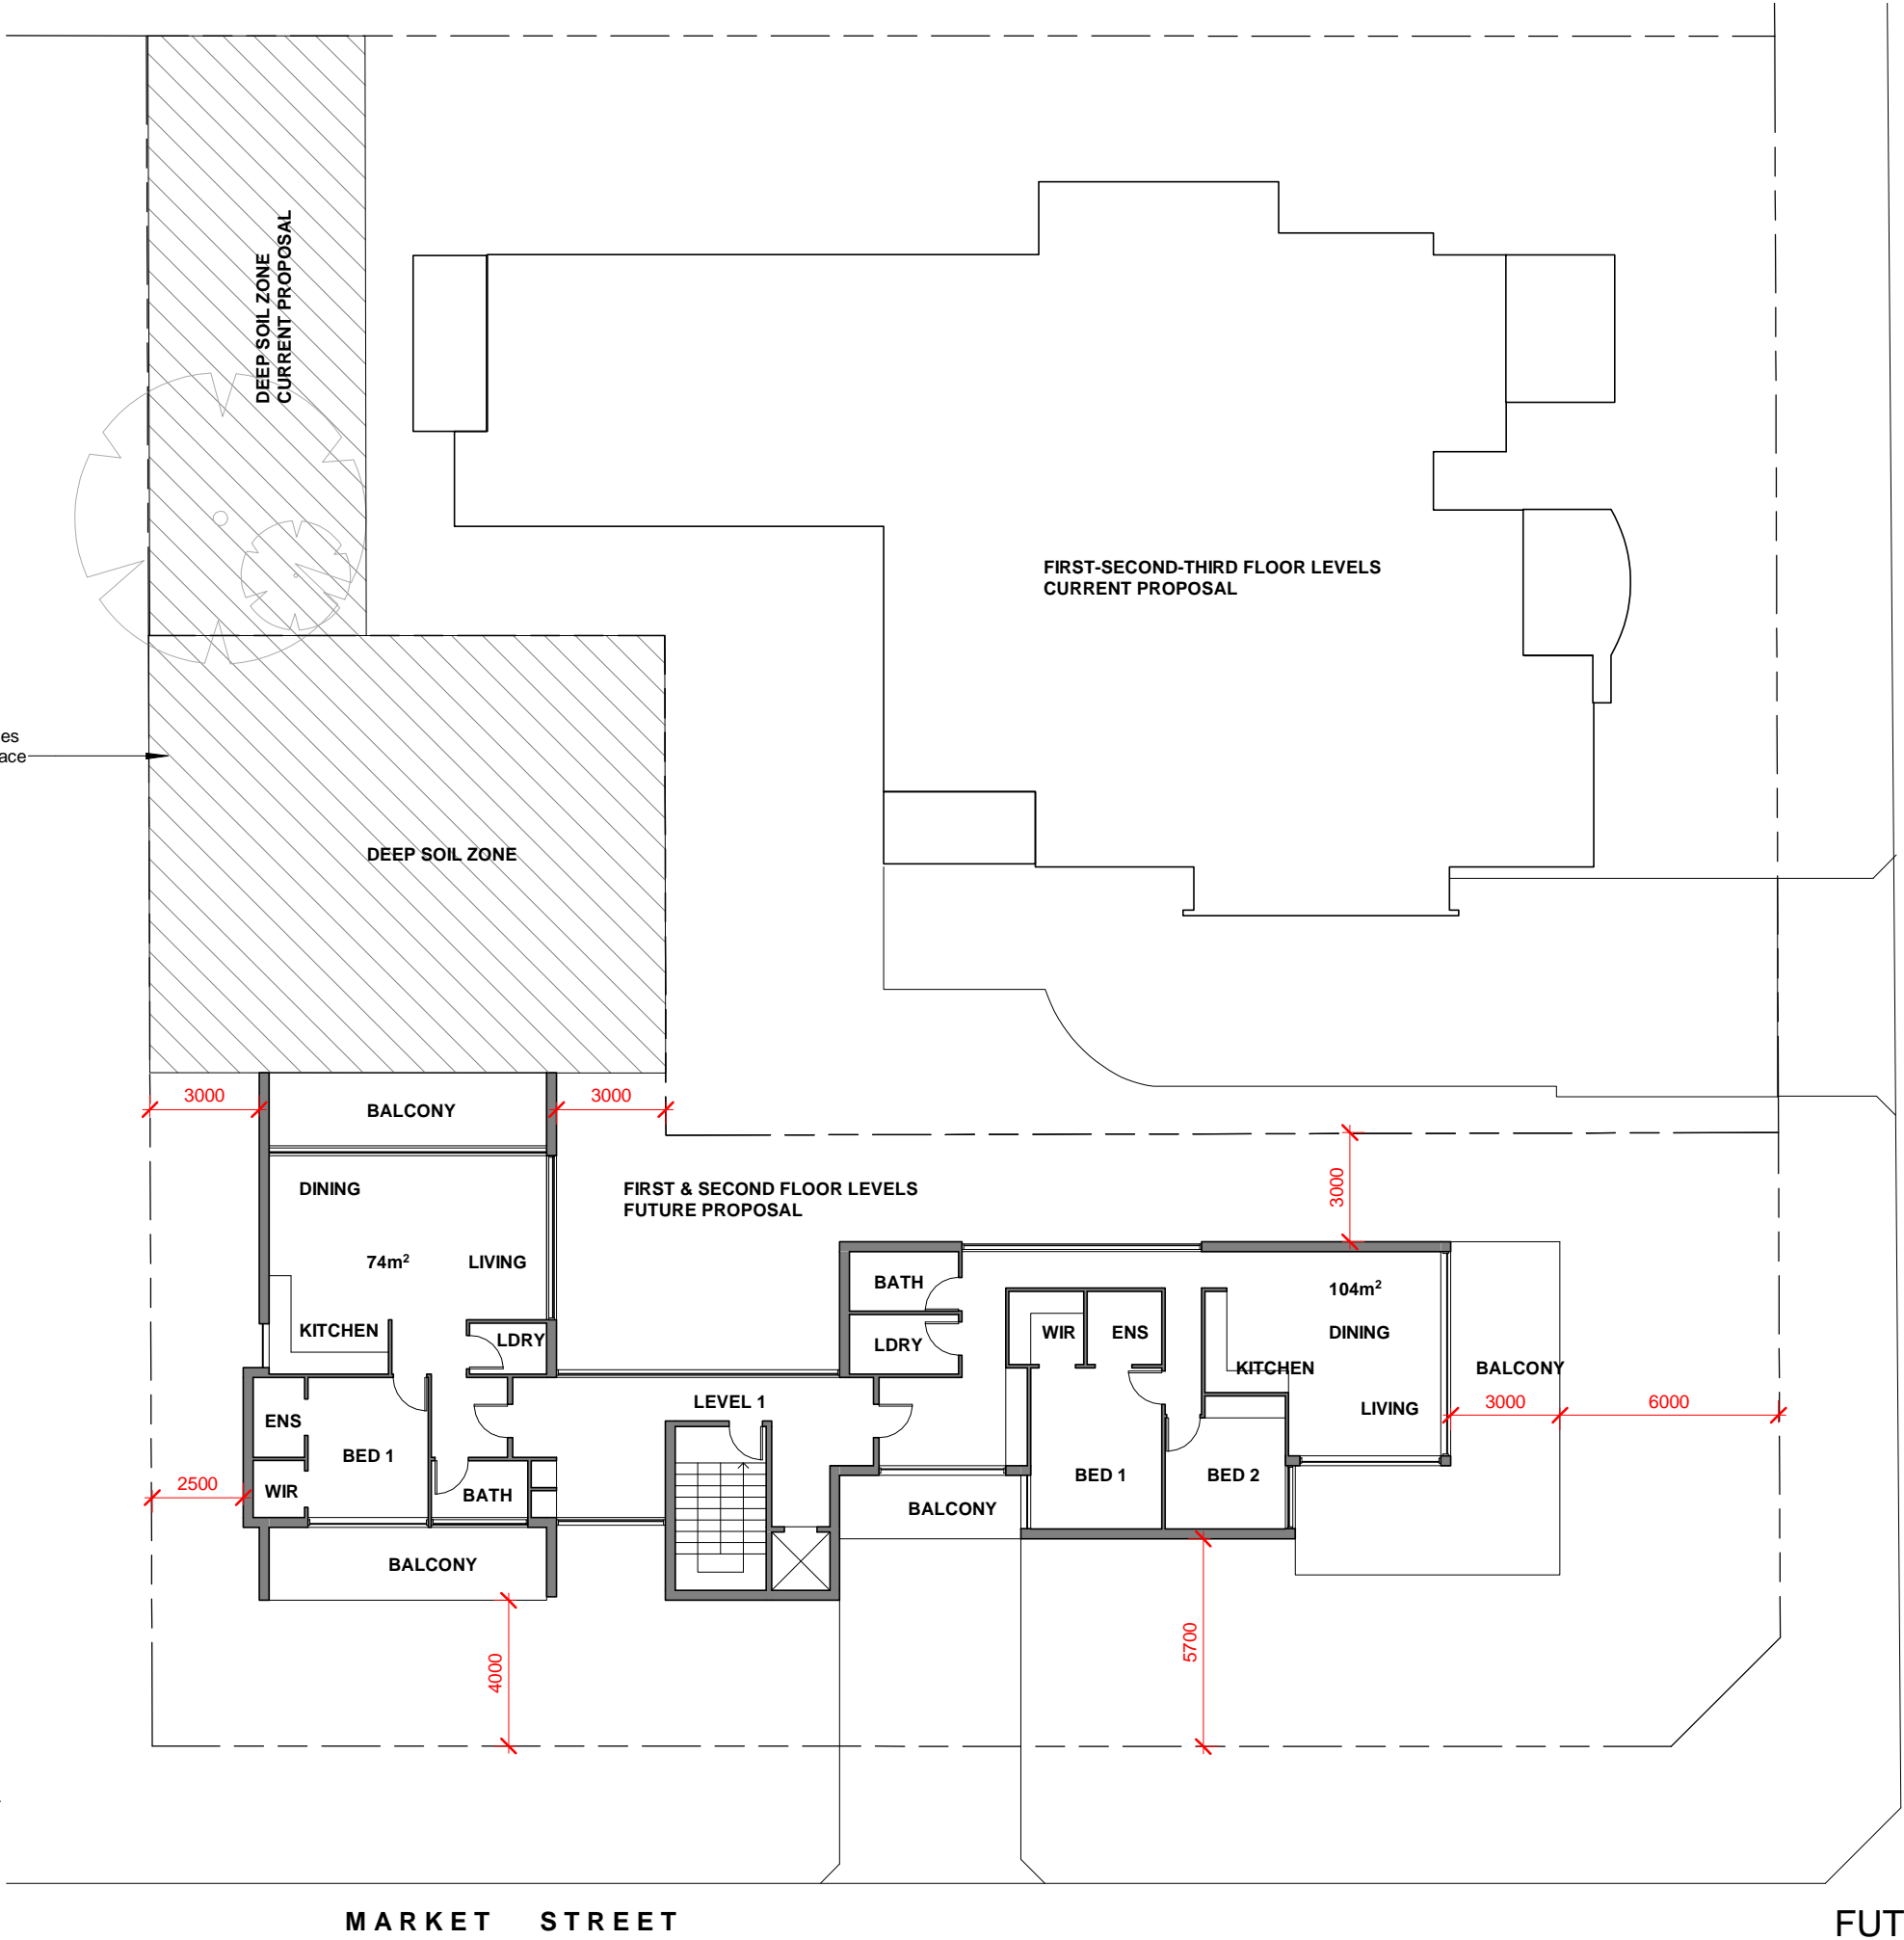 DEEP SOIL ZONE
CURRENT PROPOSAL
FIRST-SECOND-THIRD FLOOR LEVELS
CURRENT PROPOSAL
es
ace
DEEP SOIL ZONE
3000
3000
BALCONY
DINING
FIRST & SECOND FLOOR LEVELS
FUTURE PROPOSAL
3000
74m²
LIVING
BATH
104m²
KITCHEN
LDRY
LDRY
WIR
ENS
DINING
KITCHEN
BALCONY
LEVEL 1
3000
6000
LIVING
ENS
BED 1
BED 1
BED 2
2500
WIR
BATH
BALCONY
BALCONY
4000
5700
MARKET STREET
FUT